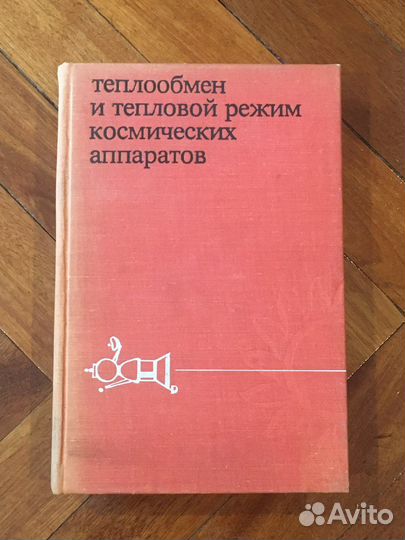 теплообмен
и тепловой режим
космических
аппаратов
Avito